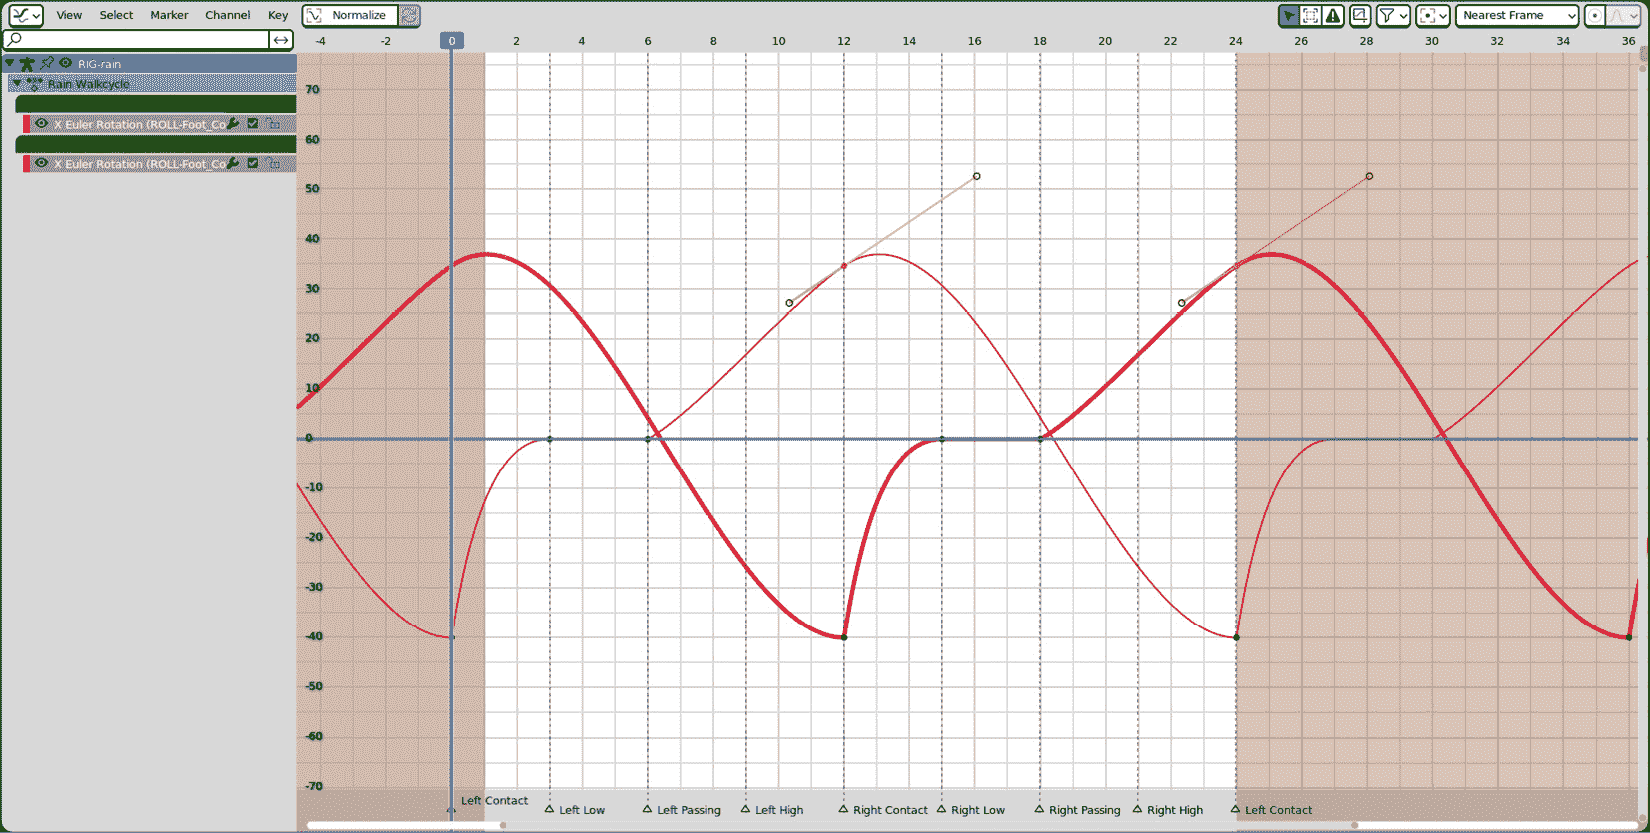 View Select Marker Channel Key Normalize Nearest Frame
-4 -2 0 2 4 6 8 10 12 14 16 18 20 22 24 26 28 30 32 34 36
RIG-rain
Rain Walkcycle
X Euler Rotation (ROLL-Foot_Co
X Euler Rotation (ROLL-Foot_Co
70
60
50
40
30
20
10
0
-10
-20
-30
-40
-50
-60
-70
Left Contact Left Low Left Passing Left High Right Contact Right Low Right Passing Right High Left Contact